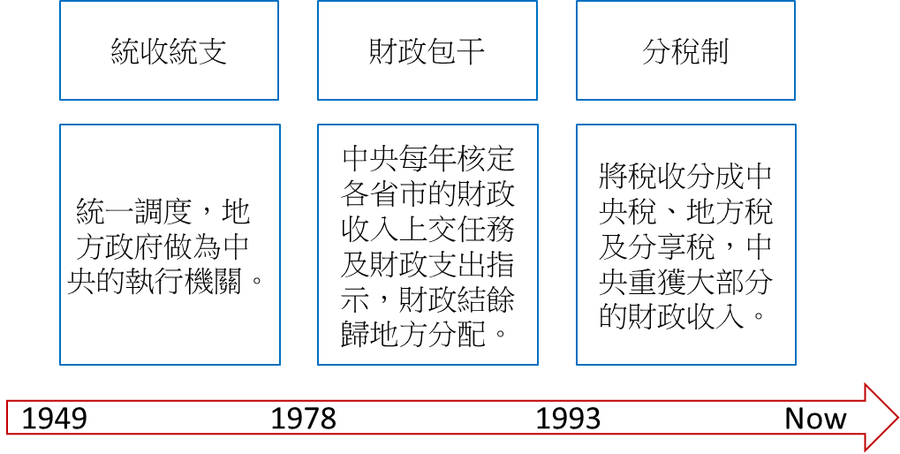 統收統支
財政包干
分稅制
統一調度，地
方政府做為中
央的執行機關。
中央每年核定
各省市的財政
收入上交任務
及財政支出指
示，財政結餘
歸地方分配。
將稅收分成中
央稅、地方稅
及分享稅，中
央重獲大部分
的財政收入。
1949
1978
1993
Now